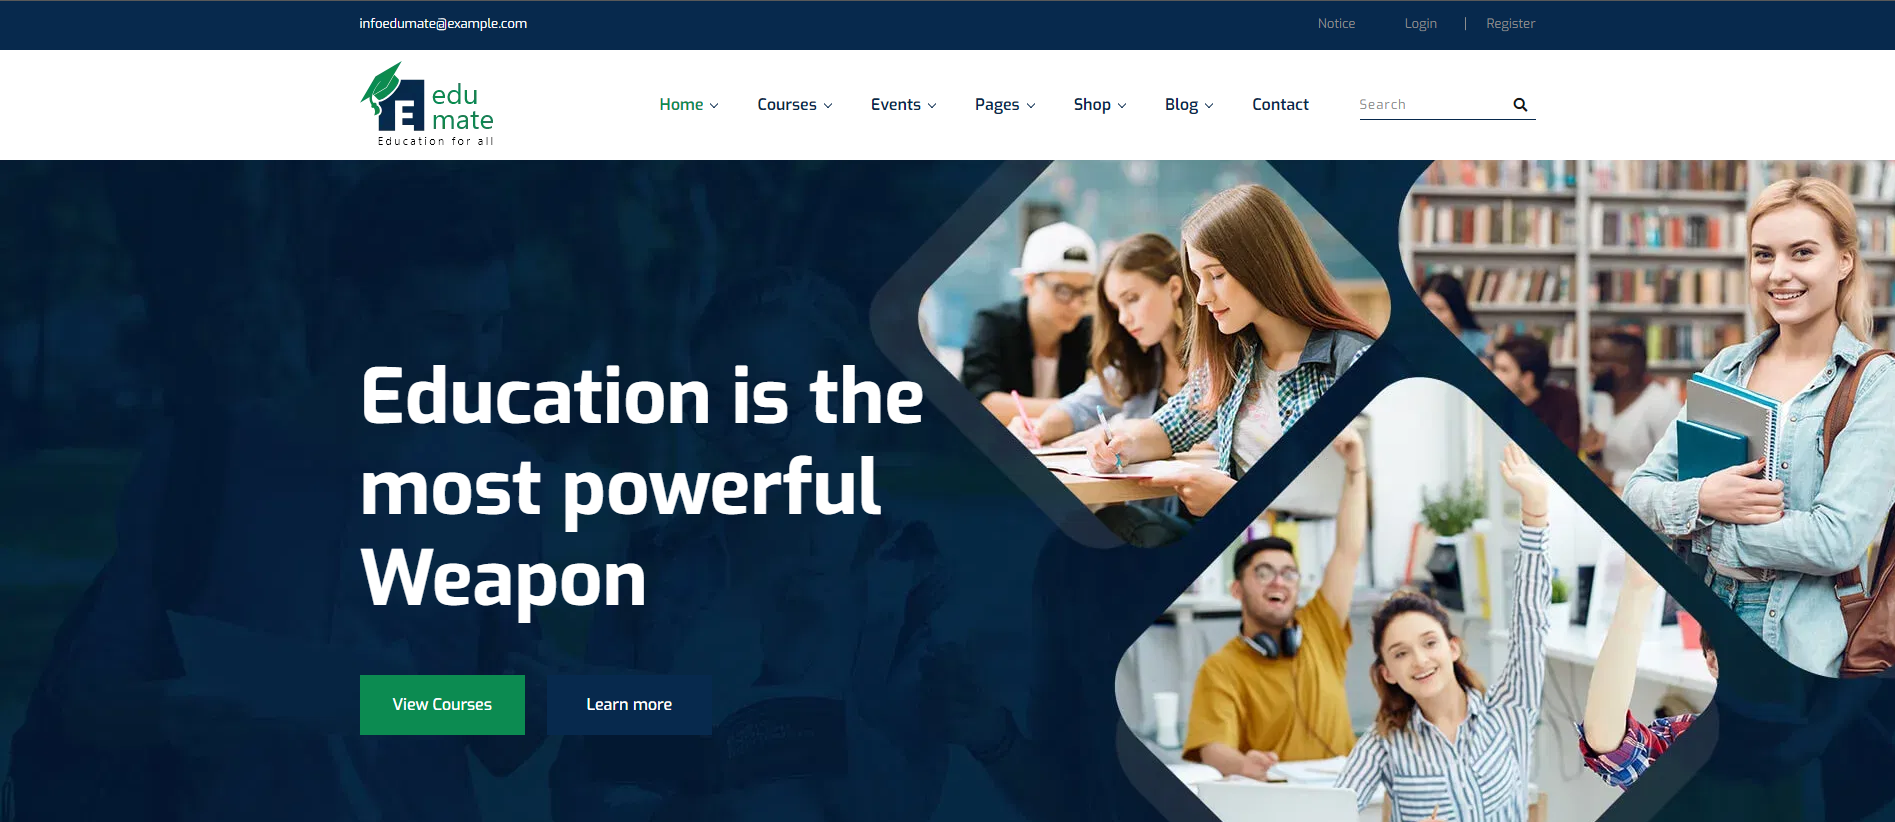 infoedumate@example.com
Notice
Login | Register
E edu
mate
Education for all
Home
Courses
Events
Pages
Shop
Blog
Contact
Search
Education is the
most powerful
Weapon
View Courses
Learn more